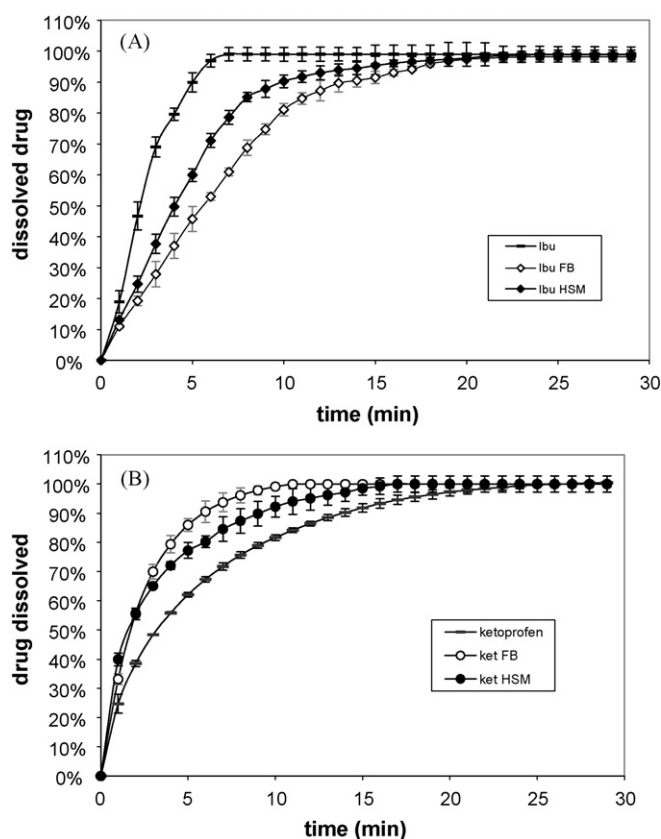 (A)
dissolved drug
110%
100%
90%
80%
70%
60%
50%
40%
30%
20%
10%
0%
Ibu
Ibu FB
Ibu HSM
0 5 10 15 20 25 30
time (min)
(B)
drug dissolved
110%
100%
90%
80%
70%
60%
50%
40%
30%
20%
10%
0%
ketoprofen
ket FB
ket HSM
0 5 10 15 20 25 30
time (min)